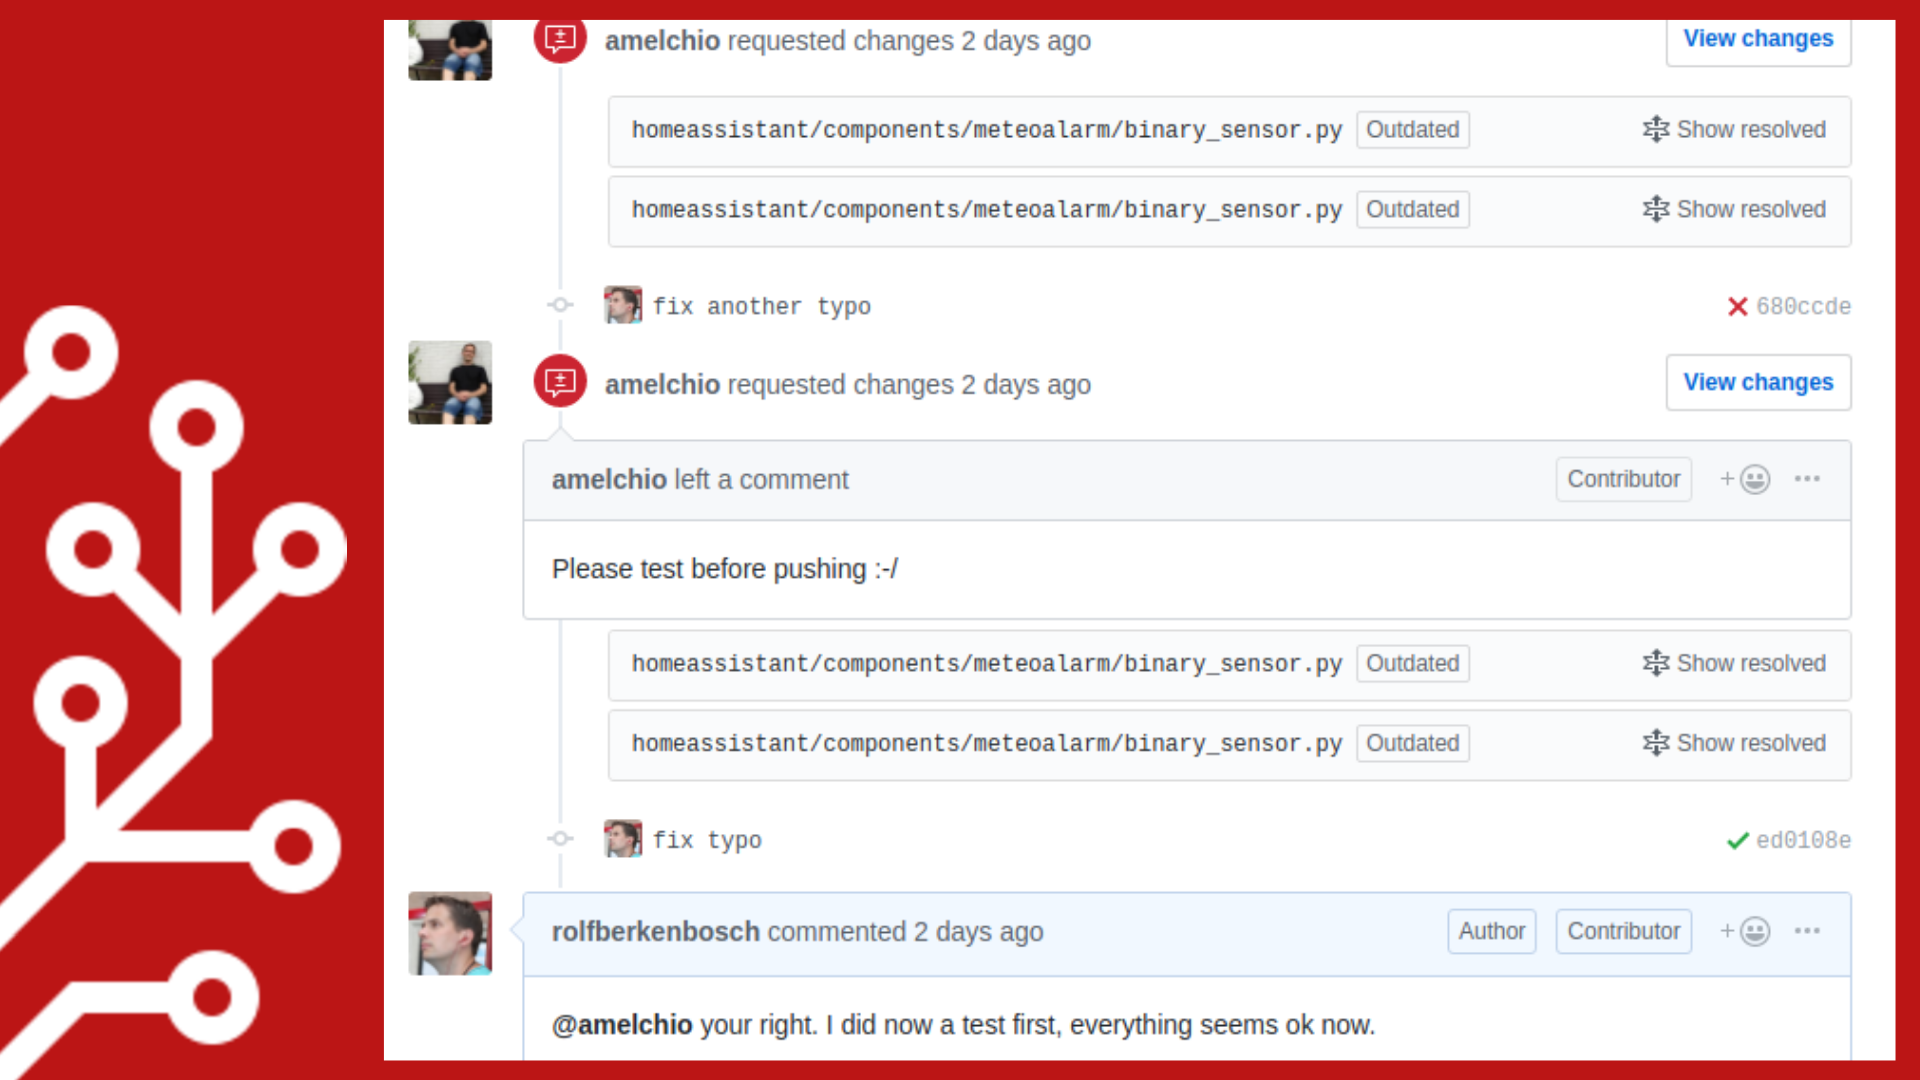 amelchio requested changes 2 days ago View changes
homeassistant/components/meteoalarm/binary_sensor.py Outdated Show resolved
homeassistant/components/meteoalarm/binary_sensor.py Outdated Show resolved
fix another typo 680ccde
amelchio requested changes 2 days ago View changes
amelchio left a comment Contributor
Please test before pushing :-/
homeassistant/components/meteoalarm/binary_sensor.py Outdated Show resolved
homeassistant/components/meteoalarm/binary_sensor.py Outdated Show resolved
fix typo ed0108e
rolfberkenbosch commented 2 days ago Author Contributor
@amelchio your right. I did now a test first, everything seems ok now.